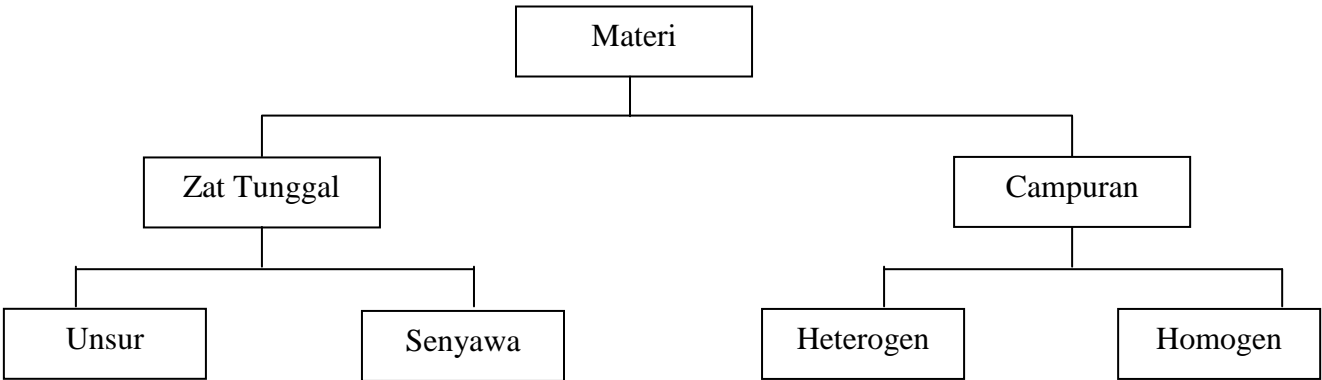 Materi
Zat Tunggal
Campuran
Unsur
Senyawa
Heterogen
Homogen